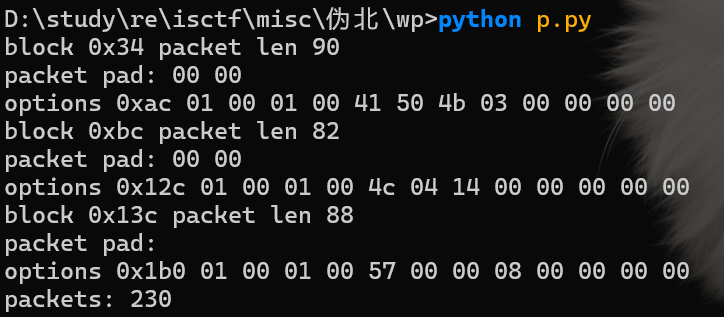 D:\study\re\isctf\misc\伪北\wp>python p.py
block 0x34 packet len 90
packet pad: 00 00
options 0xac 01 00 01 00 41 50 4b 03 00 00 00 00
block 0xbc packet len 82
packet pad: 00 00
options 0x12c 01 00 01 00 4c 04 14 00 00 00 00 00
block 0x13c packet len 88
packet pad:
options 0x1b0 01 00 01 00 57 00 00 08 00 00 00 00
packets: 230